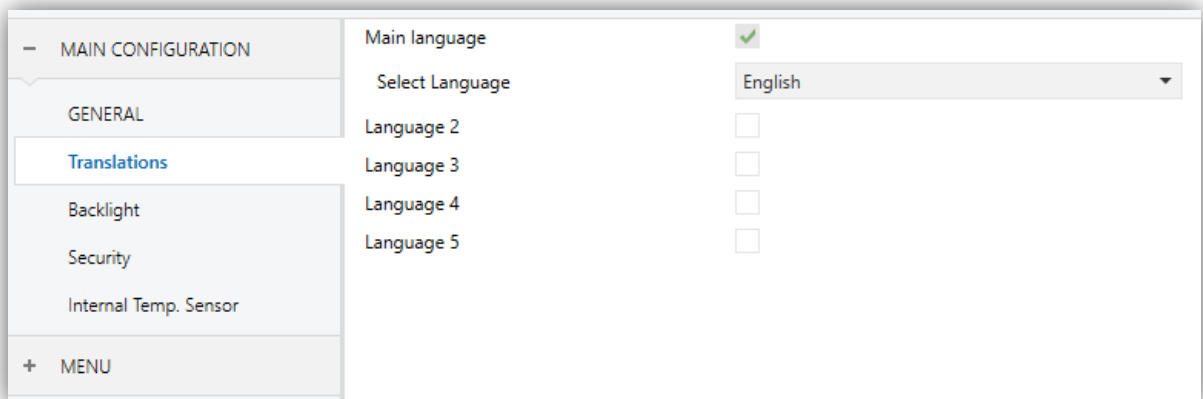 MAIN CONFIGURATION
GENERAL
Translations
Backlight
Security
Internal Temp. Sensor
MENU
Main language
Select Language English
Language 2
Language 3
Language 4
Language 5